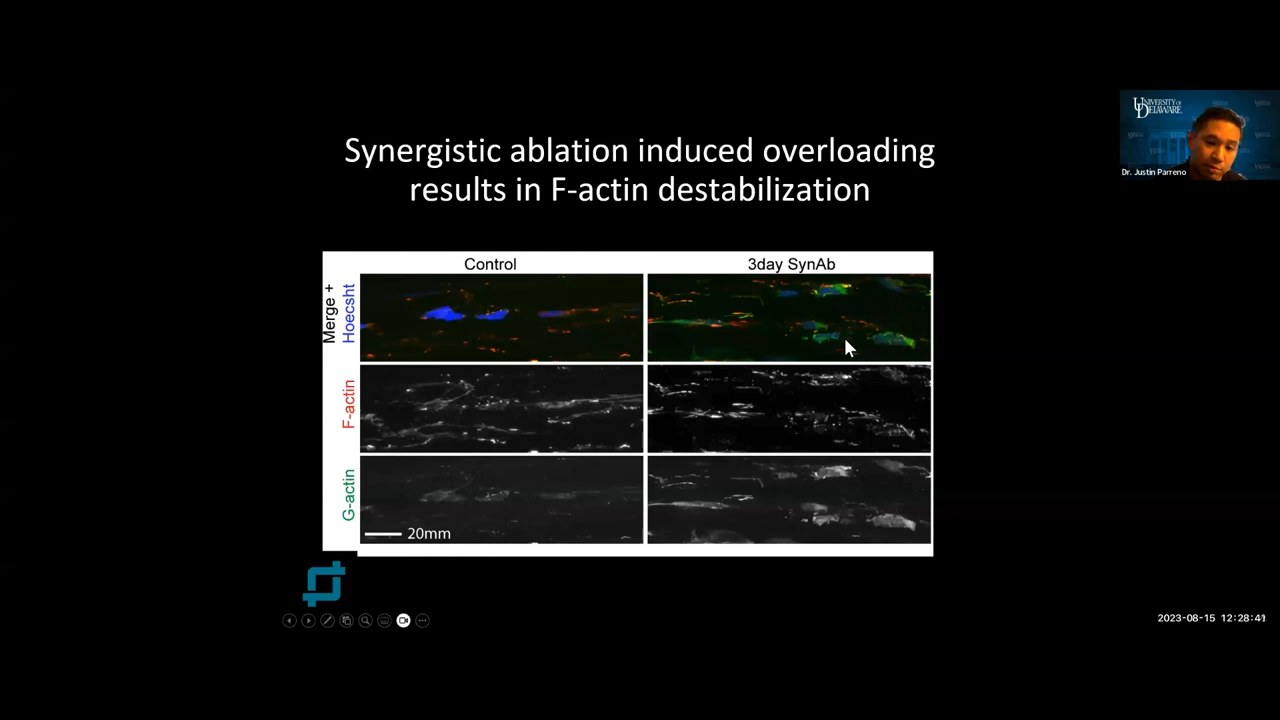 UNIVERSITY OF
DELAWARE
Dr. Justin Parreno
Synergistic ablation induced overloading
results in F-actin destabilization
Control
3day SynAb
Merge +
Hoecsht
F-actin
G-actin
20mm
2023-08-15 12:28:41